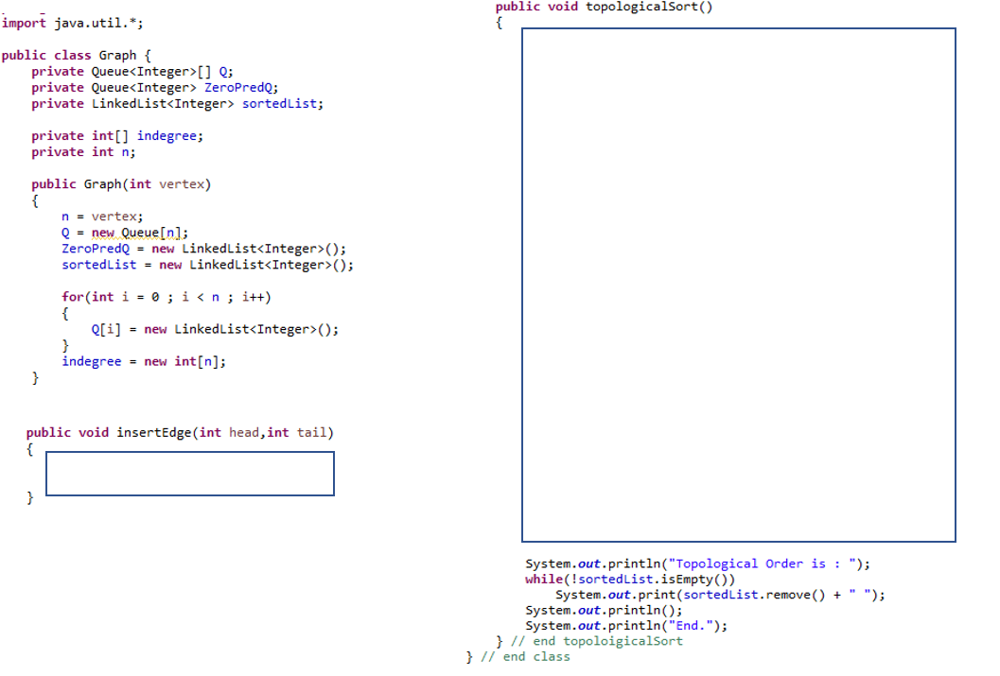 import java.util.*;
public class Graph {
private Queue<Integer>[] Q;
private Queue<Integer> ZeroPredQ;
private LinkedList<Integer> sortedList;
private int[] indegree;
private int n;
public Graph(int vertex)
{
n = vertex;
Q = new Queue[n];
ZeroPredQ = new LinkedList<Integer>();
sortedList = new LinkedList<Integer>();
for(int i = 0 ; i < n ; i++)
{
Q[i] = new LinkedList<Integer>();
}
indegree = new int[n];
}
public void insertEdge(int head,int tail)
{
}
public void topologicalSort()
{
System.out.println("Topological Order is : ");
while(!sortedList.isEmpty())
System.out.print(sortedList.remove() + " ");
System.out.println();
System.out.println("End.");
} // end topoloigicalSort
} // end class